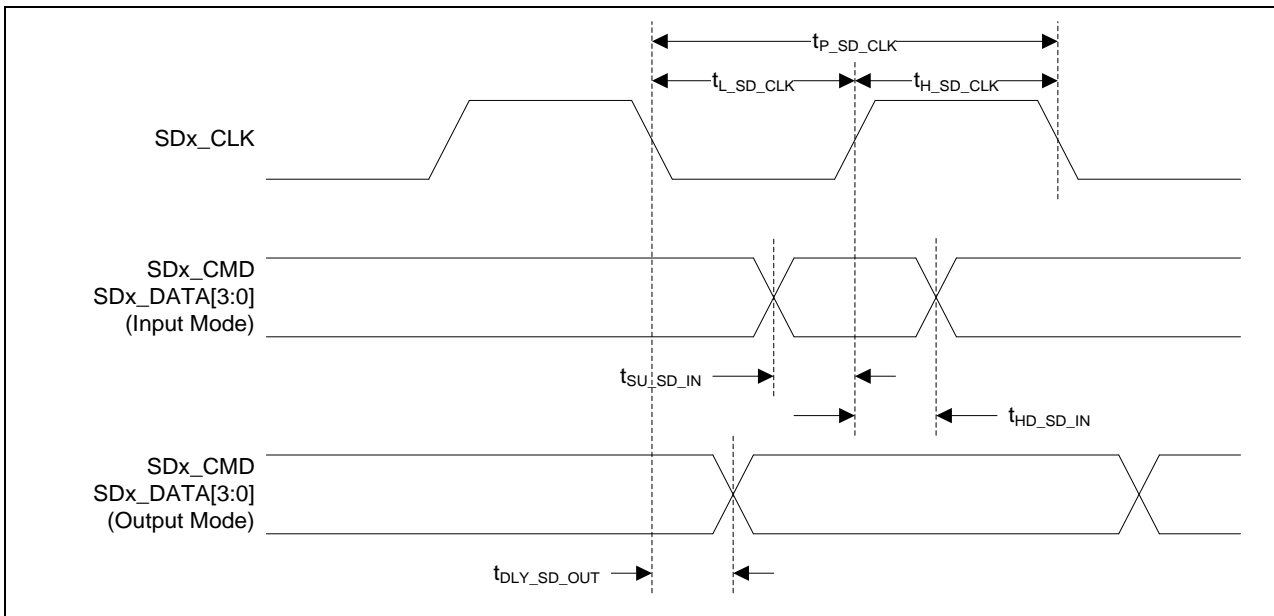 tP_SD_CLK
tL_SD_CLK
tH_SD_CLK
SDx_CLK
SDx_CMD
SDx_DATA[3:0]
(Input Mode)
tSU_SD_IN
tHD_SD_IN
SDx_CMD
SDx_DATA[3:0]
(Output Mode)
tDLY_SD_OUT